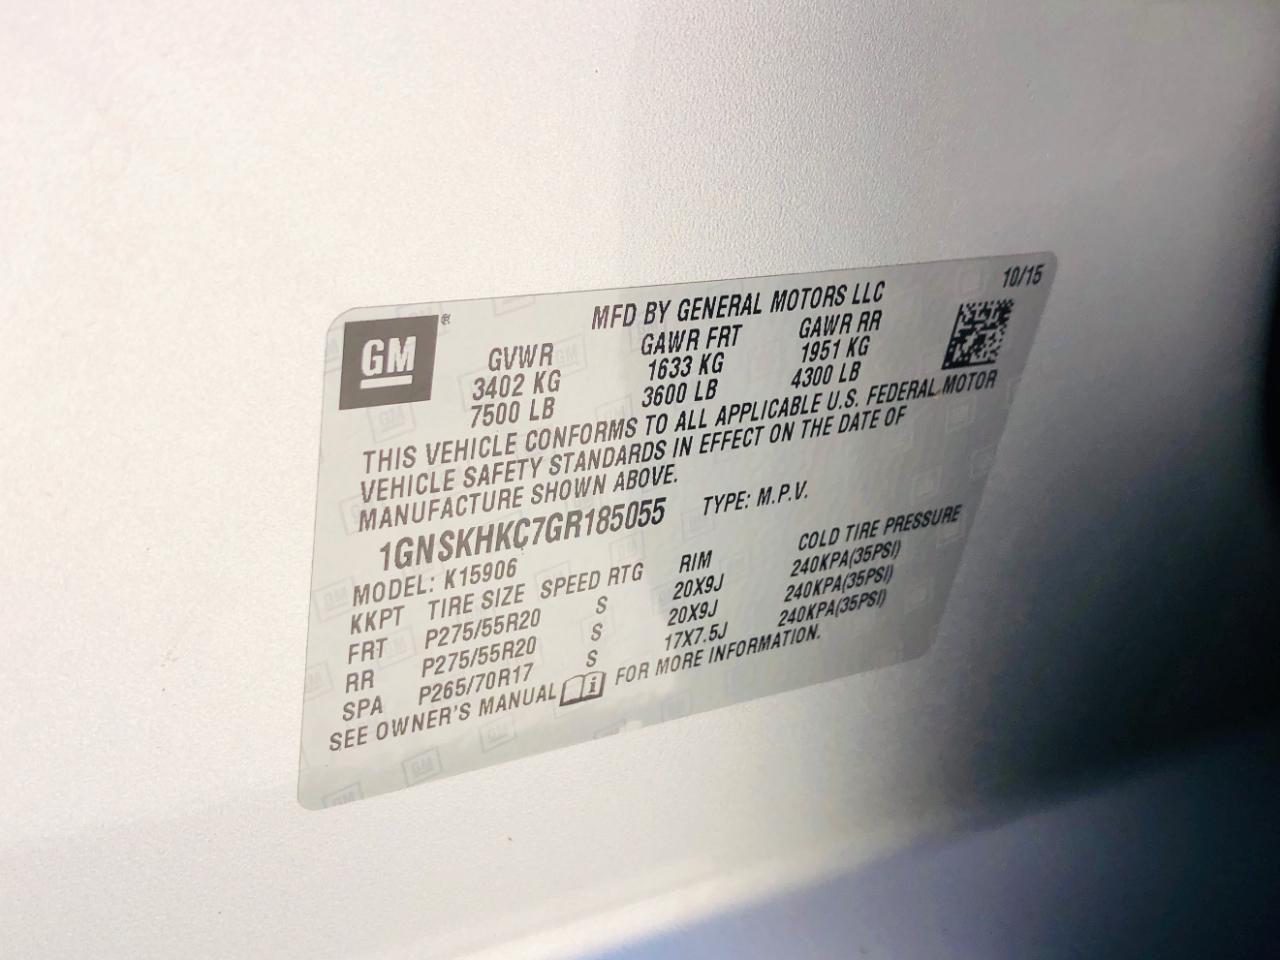 10/15
GM ®
MFD BY GENERAL MOTORS LLC
GVWR GAWR FRT GAWR RR
3402 KG 1633 KG 1951 KG
7500 LB 3600 LB 4300 LB
THIS VEHICLE CONFORMS TO ALL APPLICABLE U.S. FEDERAL MOTOR
VEHICLE SAFETY STANDARDS IN EFFECT ON THE DATE OF
MANUFACTURE SHOWN ABOVE.
1GNSKHKC7GR185055 TYPE: M.P.V.
MODEL: K15906
KKPT TIRE SIZE SPEED RTG RIM COLD TIRE PRESSURE
FRT P275/55R20 S 20X9J 240KPA(35PSI)
RR P275/55R20 S 20X9J 240KPA(35PSI)
SPA P265/70R17 S 17X7.5J 240KPA(35PSI)
SEE OWNER'S MANUAL i FOR MORE INFORMATION.